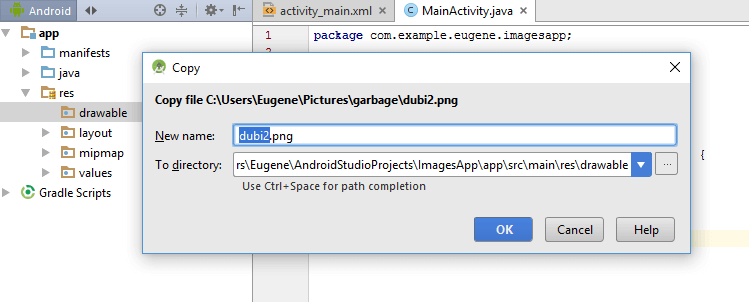 Android
activity_main.xml
MainActivity.java
app
manifests
java
res
drawable
layout
mipmap
values
Gradle Scripts
1
package com.example.eugene.imagesapp;
Copy
Copy file C:\Users\Eugene\Pictures\garbage\dubi2.png
New name:
dubi2.png
To directory:
rs\Eugene\AndroidStudioProjects\ImagesApp\app\src\main\res\drawable
...
Use Ctrl+Space for path completion
OK
Cancel
Help
{